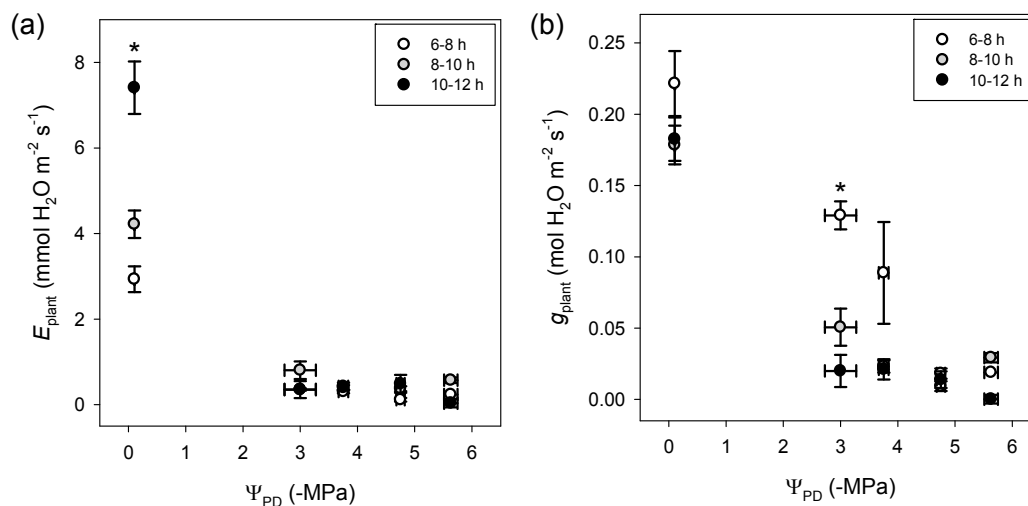 (a)
*
6-8 h
8-10 h
10-12 h
8
6
4
2
0
E_plant (mmol H₂O m⁻² s⁻¹)
0 1 2 3 4 5 6
Ψ_PD (-MPa)
(b)
6-8 h
8-10 h
10-12 h
*
0.25
0.20
0.15
0.10
0.05
0.00
g_plant (mol H₂O m⁻² s⁻¹)
0 1 2 3 4 5 6
Ψ_PD (-MPa)